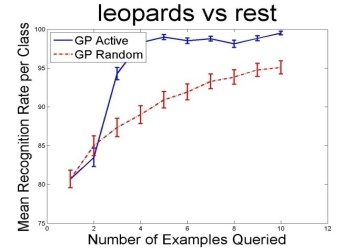 leopards vs rest
100
GP Active
GP Random
95
90
85
80
75
0
2
4
6
8
10
12
Mean Recognition Rate per Class
Number of Examples Queried